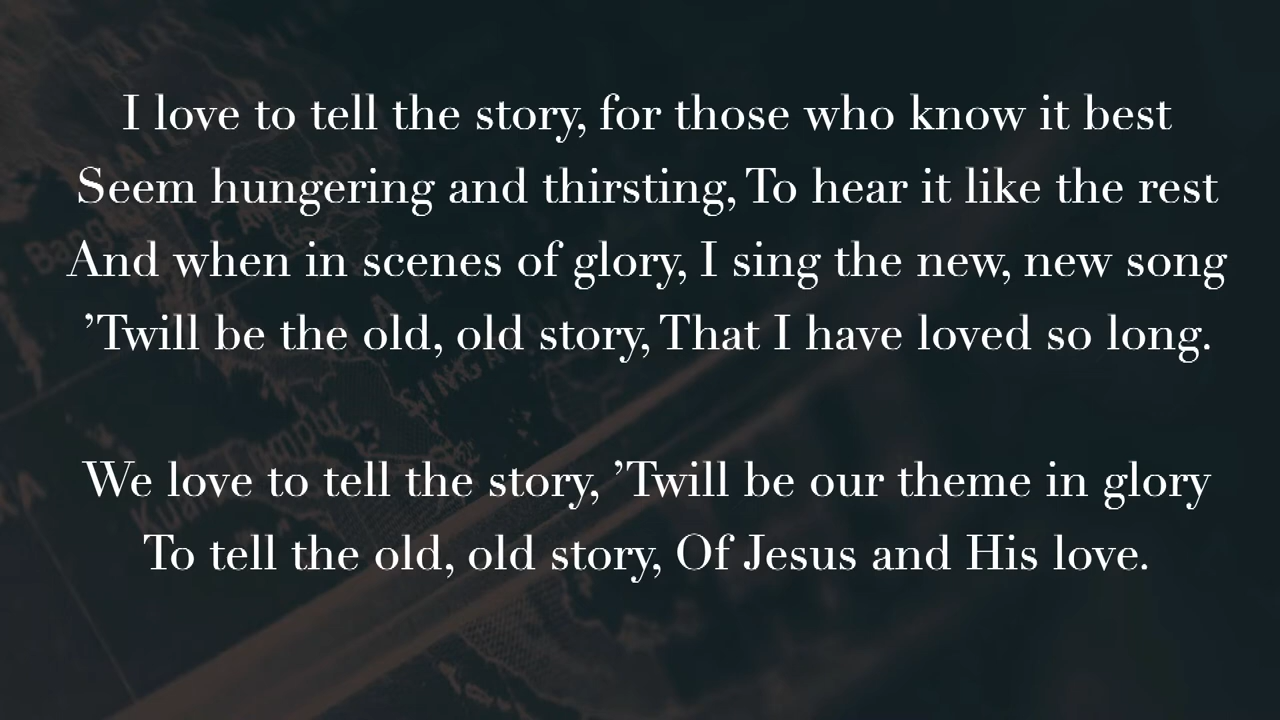 I love to tell the story, for those who know it best
Seem hungering and thirsting, To hear it like the rest
And when in scenes of glory, I sing the new, new song
’Twill be the old, old story, That I have loved so long.
We love to tell the story, ’Twill be our theme in glory
To tell the old, old story, Of Jesus and His love.